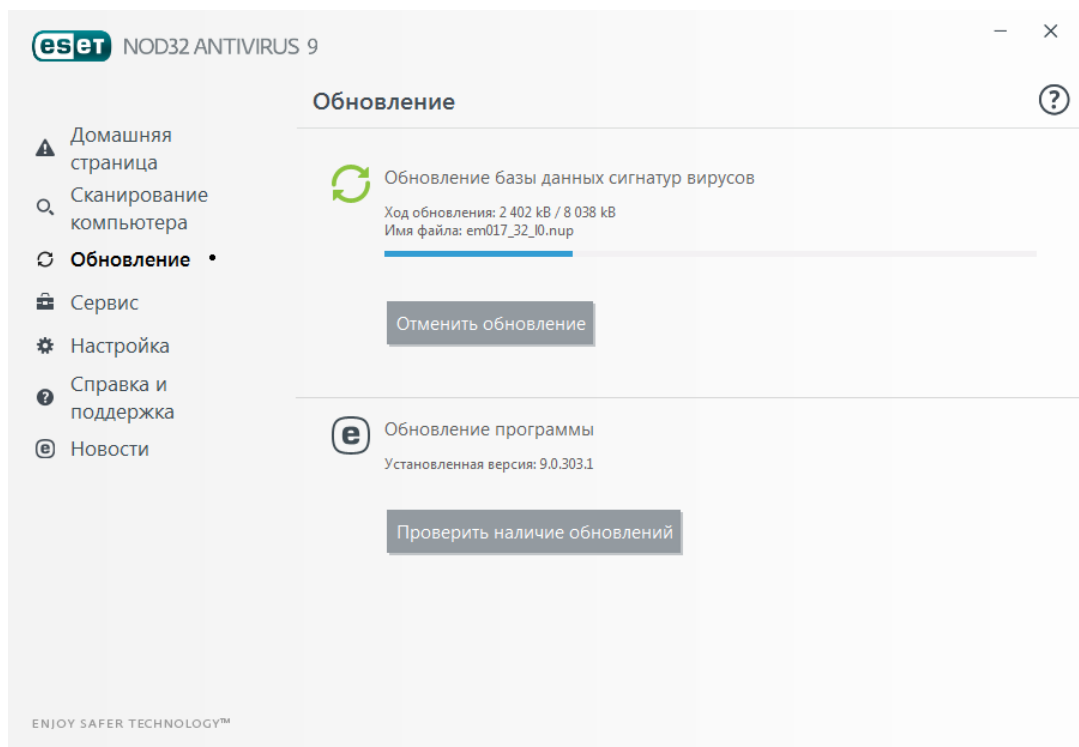 eset NOD32 ANTIVIRUS 9
Обновление
Домашняя
страница
Сканирование
компьютера
Обновление
Сервис
Настройка
Справка и
поддержка
Новости
Обновление базы данных сигнатур вирусов
Ход обновления: 2 402 kB / 8 038 kB
Имя файла: em017_32_l0.nup
Отменить обновление
Обновление программы
Установленная версия: 9.0.303.1
Проверить наличие обновлений
ENJOY SAFER TECHNOLOGY™